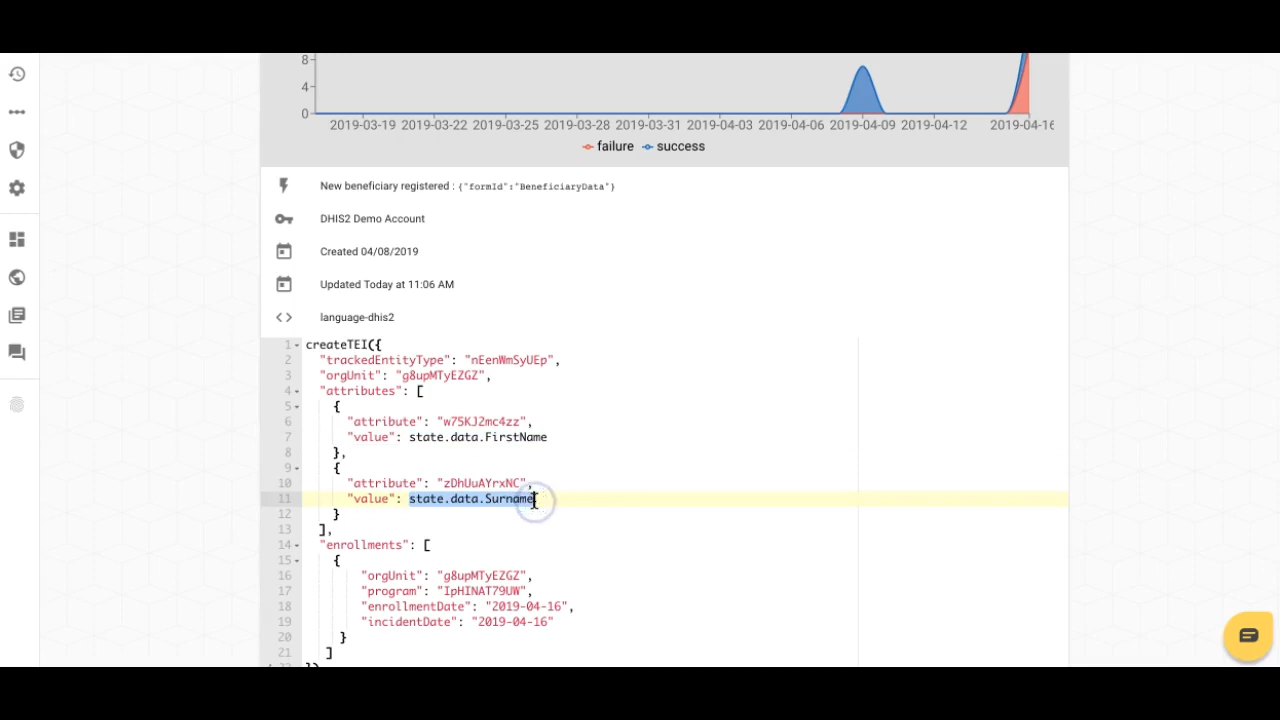 8
4
0
2019-03-19 2019-03-22 2019-03-25 2019-03-28 2019-03-31 2019-04-03 2019-04-06 2019-04-09 2019-04-12 2019-04-16
failure success
New beneficiary registered : {"formId":"BeneficiaryData"}
DHIS2 Demo Account
Created 04/08/2019
Updated Today at 11:06 AM
language-dhis2
1 createTEI({
2 "trackedEntityType": "nEenWmSyUEp",
3 "orgUnit": "g8upMTyEZGZ",
4 "attributes": [
5 {
6 "attribute": "w75KJ2mc4zz",
7 "value": state.data.FirstName
8 },
9 {
10 "attribute": "zDhUuAYrxNC",
11 "value": state.data.Surname
12 }
13 ],
14 "enrollments": [
15 {
16 "orgUnit": "g8upMTyEZGZ",
17 "program": "IpHINAT79UW",
18 "enrollmentDate": "2019-04-16",
19 "incidentDate": "2019-04-16"
20 }
21 ]